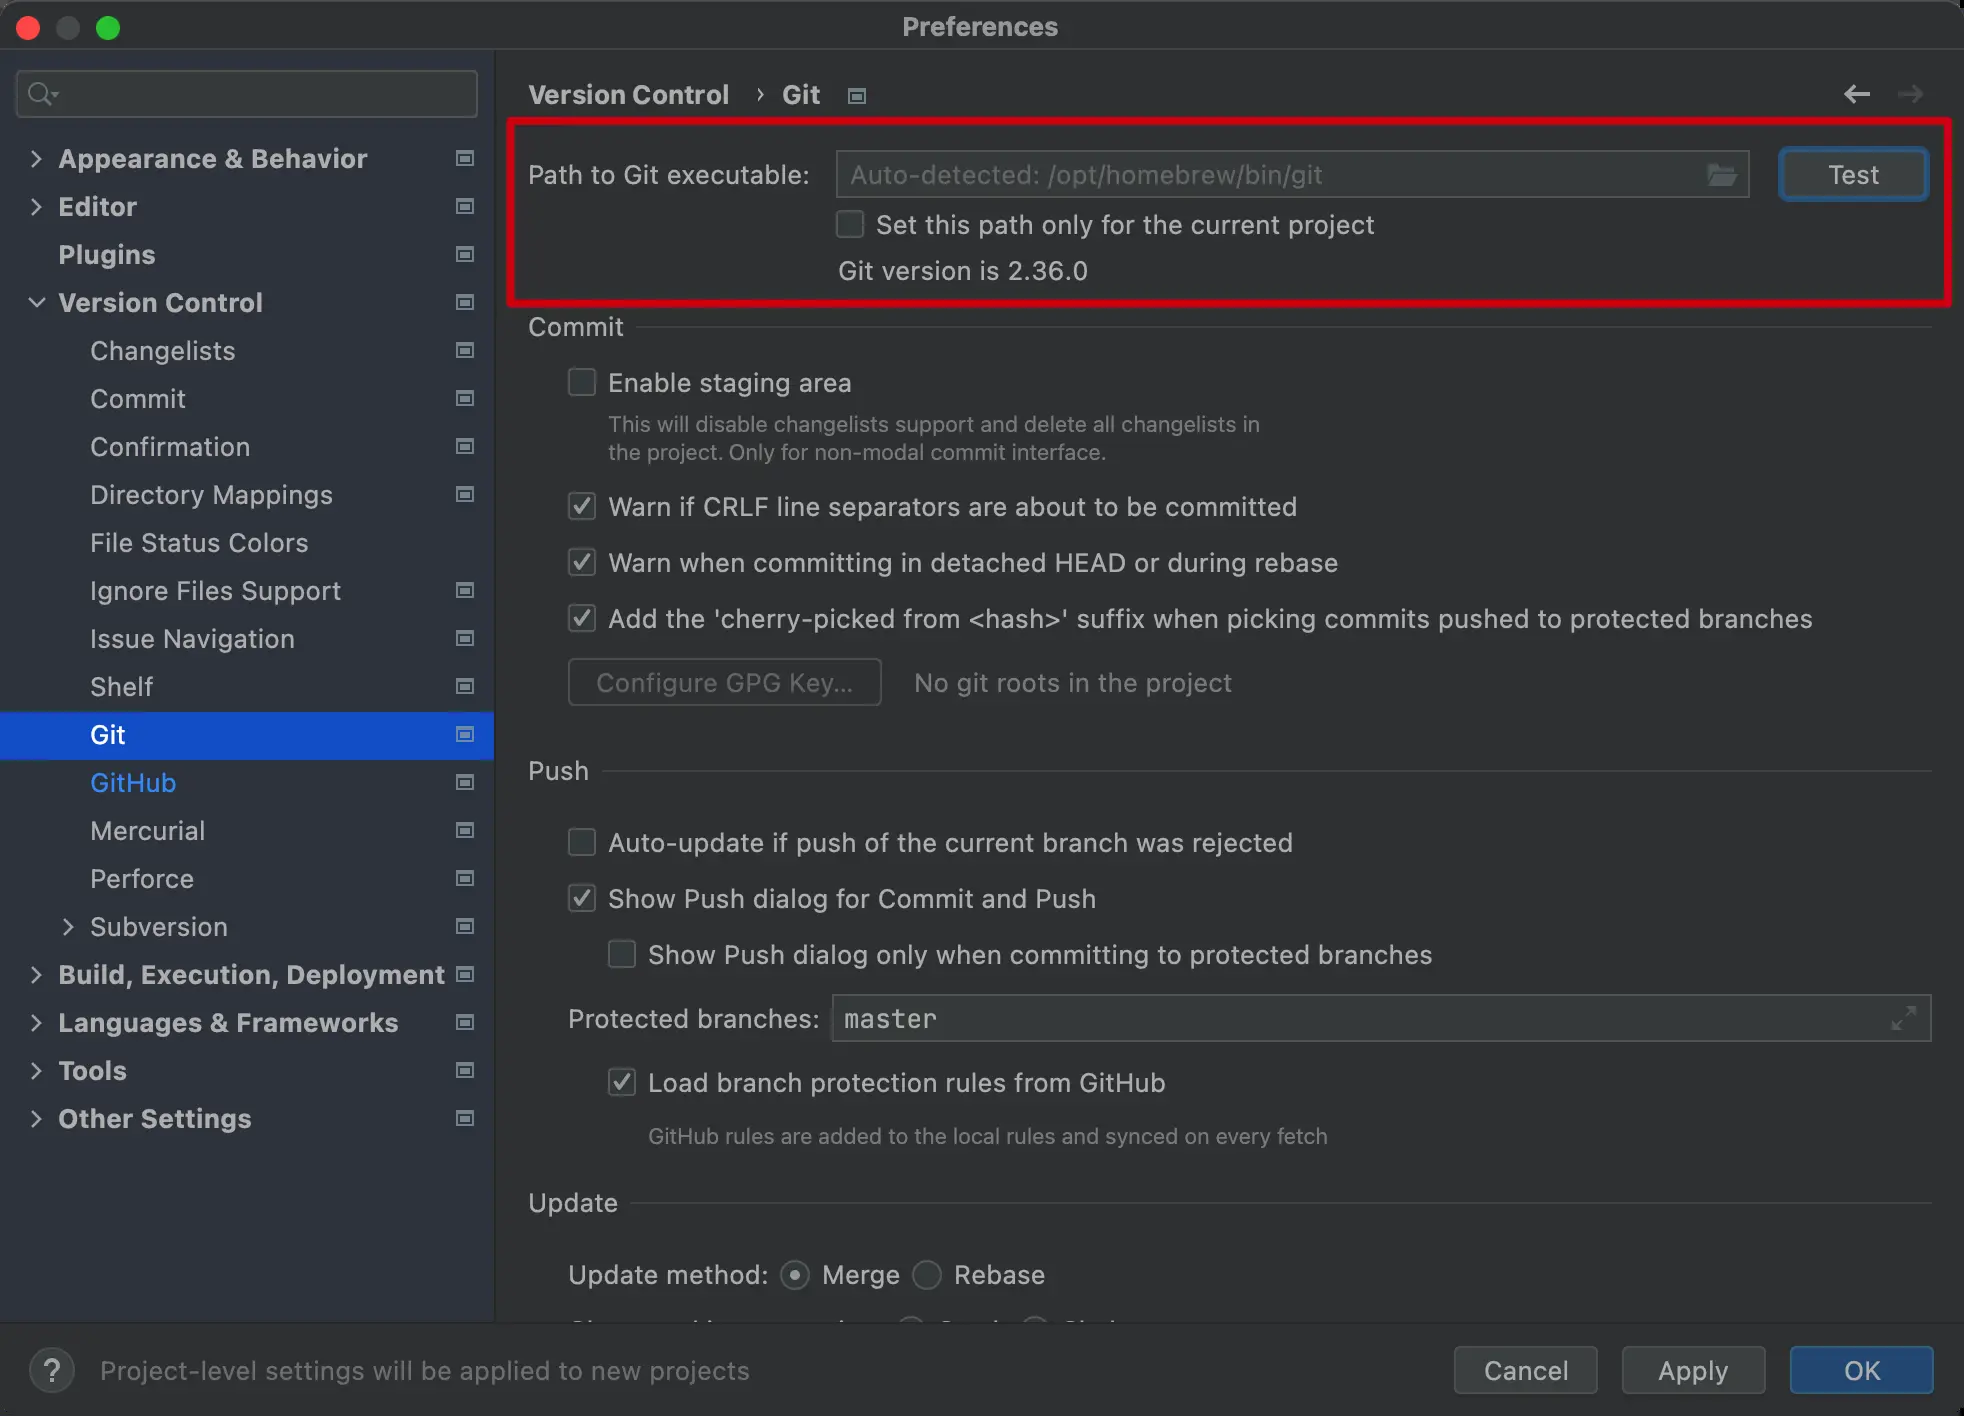 Preferences
Version Control › Git
Appearance & Behavior
Editor
Plugins
Version Control
Changelists
Commit
Confirmation
Directory Mappings
File Status Colors
Ignore Files Support
Issue Navigation
Shelf
Git
GitHub
Mercurial
Perforce
Subversion
Build, Execution, Deployment
Languages & Frameworks
Tools
Other Settings
Path to Git executable: Auto-detected: /opt/homebrew/bin/git Test
Set this path only for the current project
Git version is 2.36.0
Commit
Enable staging area
This will disable changelists support and delete all changelists in
the project. Only for non-modal commit interface.
Warn if CRLF line separators are about to be committed
Warn when committing in detached HEAD or during rebase
Add the 'cherry-picked from <hash>' suffix when picking commits pushed to protected branches
Configure GPG Key... No git roots in the project
Push
Auto-update if push of the current branch was rejected
Show Push dialog for Commit and Push
Show Push dialog only when committing to protected branches
Protected branches: master
Load branch protection rules from GitHub
GitHub rules are added to the local rules and synced on every fetch
Update
Update method: Merge Rebase
? Project-level settings will be applied to new projects
Cancel Apply OK